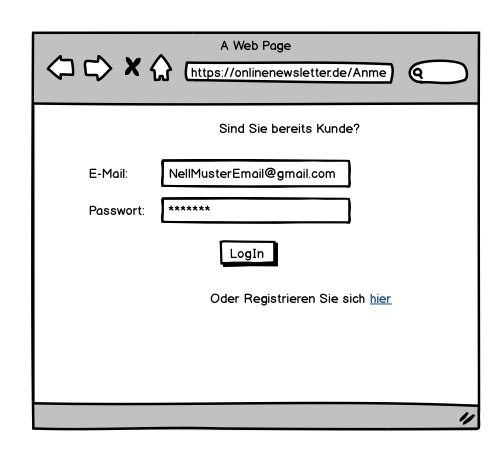 A Web Page
https://onlinenewsletter.de/Anme
Sind Sie bereits Kunde?
E-Mail: NellMusterEmail@gmail.com
Passwort: *******
LogIn
Oder Registrieren Sie sich hier